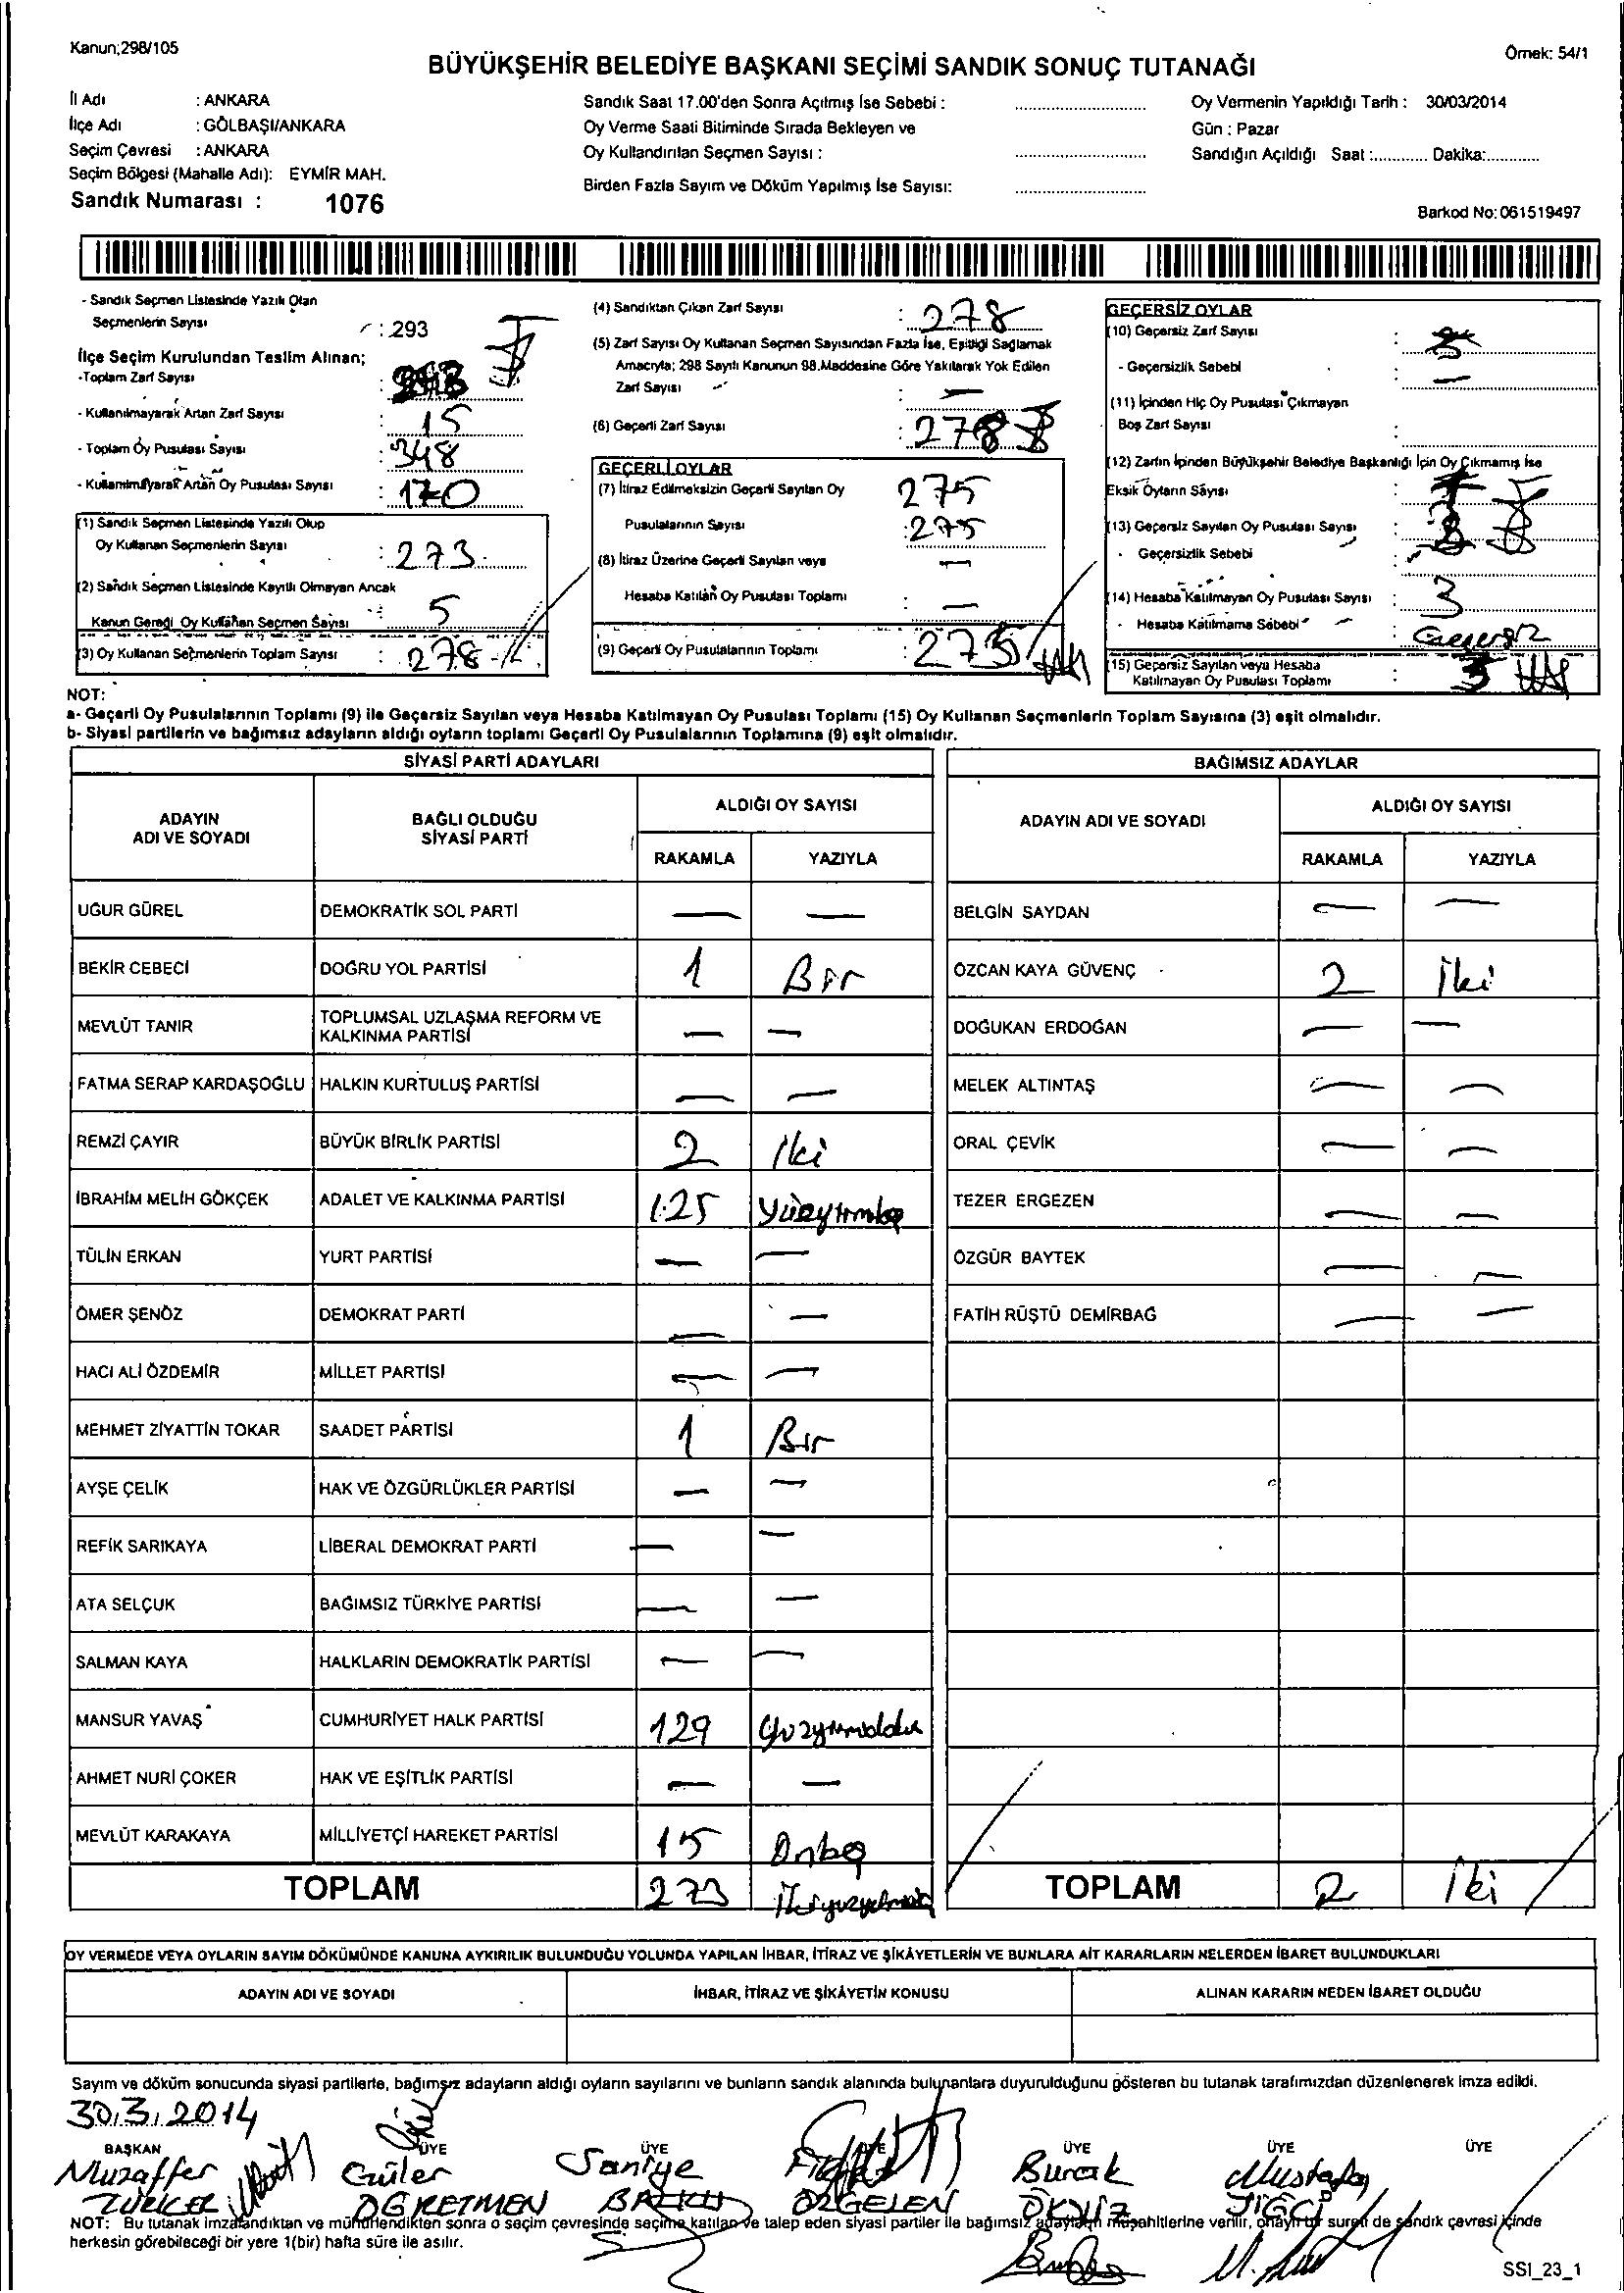 Kanun;298/105
Örnek: 54/1
BÜYÜKŞEHİR BELEDİYE BAŞKANI SEÇİMİ SANDIK SONUÇ TUTANAĞI
İl Adı : ANKARA
İlçe Adı : GÖLBAŞI/ANKARA
Seçim Çevresi : ANKARA
Seçim Bölgesi (Mahalle Adı): EYMİR MAH.
Sandık Numarası : 1076
Sandık Saat 17.00'den Sonra Açılmış İse Sebebi :
Oy Verme Saati Bitiminde Sırada Bekleyen ve
Oy Kullandırılan Seçmen Sayısı :
Birden Fazla Sayım ve Döküm Yapılmış İse Sayısı:
Oy Vermenin Yapıldığı Tarih : 30/03/2014
Gün : Pazar
Sandığın Açıldığı Saat :............ Dakika:............
Barkod No: 061519497
- Sandık Seçmen Listesinde Yazılı Olan
Seçmenlerin Sayısı : 293
İlçe Seçim Kurulundan Teslim Alınan;
-Toplam Zarf Sayısı :
- Kullanılmayarak Artan Zarf Sayısı : 15
- Toplam Oy Pusulası Sayısı : 348
- Kullanılmayarak Artan Oy Pusulası Sayısı : 170
(1) Sandık Seçmen Listesinde Yazılı Olup
Oy Kullanan Seçmenlerin Sayısı : 273
(2) Sandık Seçmen Listesinde Kayıtlı Olmayan Ancak
Kanun Gereği Oy Kullanan Seçmen Sayısı : 5
(3) Oy Kullanan Seçmenlerin Toplam Sayısı : 278
(4) Sandıktan Çıkan Zarf Sayısı : 278
(5) Zarf Sayısı Oy Kullanan Seçmen Sayısından Fazla İse, Eşitliği Sağlamak
Amacıyla; 298 Sayılı Kanunun 98.Maddesine Göre Yakılarak Yok Edilen
Zarf Sayısı : —
(6) Geçerli Zarf Sayısı : 278
GEÇERLİ OYLAR
(7) İtiraz Edilmeksizin Geçerli Sayılan Oy 275
Pusulalarının Sayısı : 275
(8) İtiraz Üzerine Geçerli Sayılan veya —
Hesaba Katılan Oy Pusulası Toplamı : —
(9) Geçerli Oy Pusulalarının Toplamı : 275
GEÇERSİZ OYLAR
(10) Geçersiz Zarf Sayısı :
- Geçersizlik Sebebi : —
(11) İçinden Hiç Oy Pusulası Çıkmayan
Boş Zarf Sayısı :
(12) Zarfın İçinden Büyükşehir Belediye Başkanlığı İçin Oy Çıkmamış İse
Eksik Oyların Sayısı :
(13) Geçersiz Sayılan Oy Pusulası Sayısı :
- Geçersizlik Sebebi :
(14) Hesaba Katılmayan Oy Pusulası Sayısı : 3
- Hesaba Katılmama Sebebi : Geçersiz
(15) Geçersiz Sayılan veya Hesaba
Katılmayan Oy Pusulası Toplamı : 3
NOT:
a- Geçerli Oy Pusulalarının Toplamı (9) ile Geçersiz Sayılan veya Hesaba Katılmayan Oy Pusulası Toplamı (15) Oy Kullanan Seçmenlerin Toplam Sayısına (3) eşit olmalıdır.
b- Siyasi partilerin ve bağımsız adayların aldığı oyların toplamı Geçerli Oy Pusulalarının Toplamına (9) eşit olmalıdır.
SİYASİ PARTİ ADAYLARI
ADAYIN ADI VE SOYADI
BAĞLI OLDUĞU SİYASİ PARTİ
ALDIĞI OY SAYISI
RAKAMLA YAZIYLA
UĞUR GÜREL DEMOKRATİK SOL PARTİ — —
BEKİR CEBECİ DOĞRU YOL PARTİSİ 1 Bir
MEVLÜT TANIR TOPLUMSAL UZLAŞMA REFORM VE KALKINMA PARTİSİ — —
FATMA SERAP KARDAŞOĞLU HALKIN KURTULUŞ PARTİSİ — —
REMZİ ÇAYIR BÜYÜK BİRLİK PARTİSİ 2 İki
İBRAHİM MELİH GÖKÇEK ADALET VE KALKINMA PARTİSİ 125 Yüzyirmibeş
TÜLİN ERKAN YURT PARTİSİ — —
ÖMER ŞENÖZ DEMOKRAT PARTİ — —
HACI ALİ ÖZDEMİR MİLLET PARTİSİ — —
MEHMET ZİYATTİN TOKAR SAADET PARTİSİ 1 Bir
AYŞE ÇELİK HAK VE ÖZGÜRLÜKLER PARTİSİ — —
REFİK SARIKAYA LİBERAL DEMOKRAT PARTİ — —
ATA SELÇUK BAĞIMSIZ TÜRKİYE PARTİSİ — —
SALMAN KAYA HALKLARIN DEMOKRATİK PARTİSİ — —
MANSUR YAVAŞ CUMHURİYET HALK PARTİSİ 129
AHMET NURİ ÇOKER HAK VE EŞİTLİK PARTİSİ — —
MEVLÜT KARAKAYA MİLLİYETÇİ HAREKET PARTİSİ 15 Onbeş
TOPLAM 273
BAĞIMSIZ ADAYLAR
ADAYIN ADI VE SOYADI
ALDIĞI OY SAYISI
RAKAMLA YAZIYLA
BELGİN SAYDAN — —
ÖZCAN KAYA GÜVENÇ 2 İki
DOĞUKAN ERDOĞAN — —
MELEK ALTINTAŞ — —
ORAL ÇEVİK — —
TEZER ERGEZEN — —
ÖZGÜR BAYTEK — —
FATİH RÜŞTÜ DEMİRBAĞ — —
TOPLAM 2 İki
OY VERMEDE VEYA OYLARIN SAYIM DÖKÜMÜNDE KANUNA AYKIRILIK BULUNDUĞU YOLUNDA YAPILAN İHBAR, İTİRAZ VE ŞİKÂYETLERİN VE BUNLARA AİT KARARLARIN NELERDEN İBARET BULUNDUKLARI
ADAYIN ADI VE SOYADI İHBAR, İTİRAZ VE ŞİKÂYETİN KONUSU ALINAN KARARIN NEDEN İBARET OLDUĞU
Sayım ve döküm sonucunda siyasi partilerle, bağımsız adayların aldığı oyların sayılarını ve bunların sandık alanında bulunanlara duyurulduğunu gösteren bu tutanak tarafımızdan düzenlenerek imza edildi.
30.3.2014
BAŞKAN ÜYE ÜYE ÜYE ÜYE ÜYE ÜYE
Muzaffer Güler Saniye Burak Mustafa
ÖĞRETMEN ÖZGELEN
NOT: Bu tutanak imzalandıktan ve mühürlendikten sonra o seçim çevresinde seçime katılan ve talep eden siyasi partiler ile bağımsız adayların müşahitlerine verilir, onaylı bir sureti de sandık çevresi içinde
herkesin görebileceği bir yere 1(bir) hafta süre ile asılır.
SSI_23_1